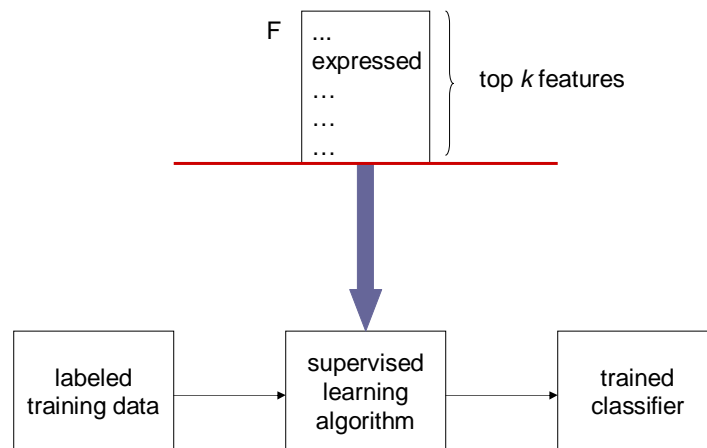 F
...
expressed
…
…
…
top k features
labeled
training data
supervised
learning
algorithm
trained
classifier